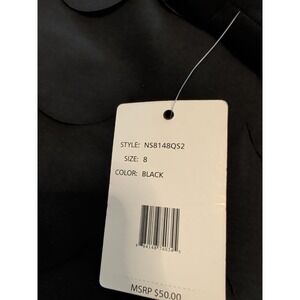 STYLE: NS8148QS2
SIZE: 8
COLOR: BLACK
MSRP $50.00